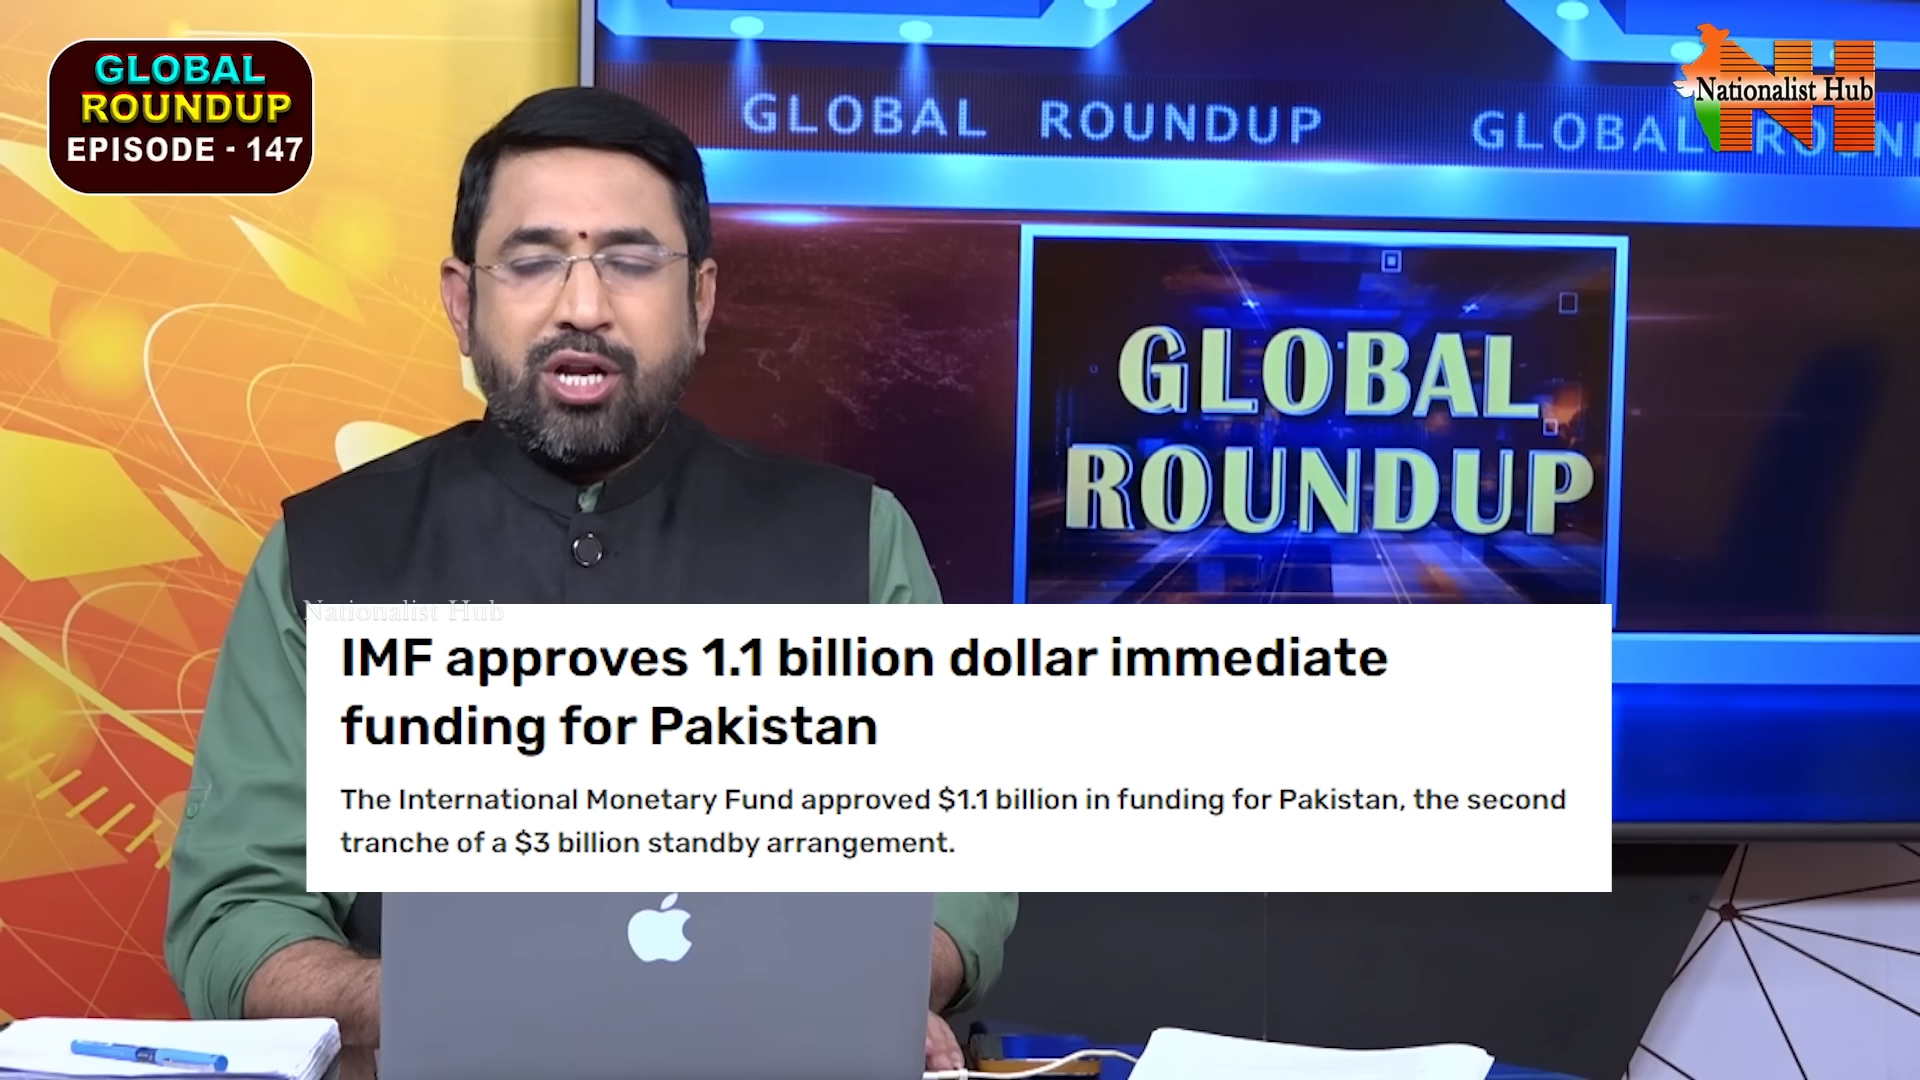 GLOBAL
ROUNDUP
EPISODE - 147
GLOBAL ROUNDUP
GLOBAL ROUN
Nationalist Hub
GLOBAL
ROUNDUP
Nationalist Hub
IMF approves 1.1 billion dollar immediate
funding for Pakistan
The International Monetary Fund approved $1.1 billion in funding for Pakistan, the second
tranche of a $3 billion standby arrangement.